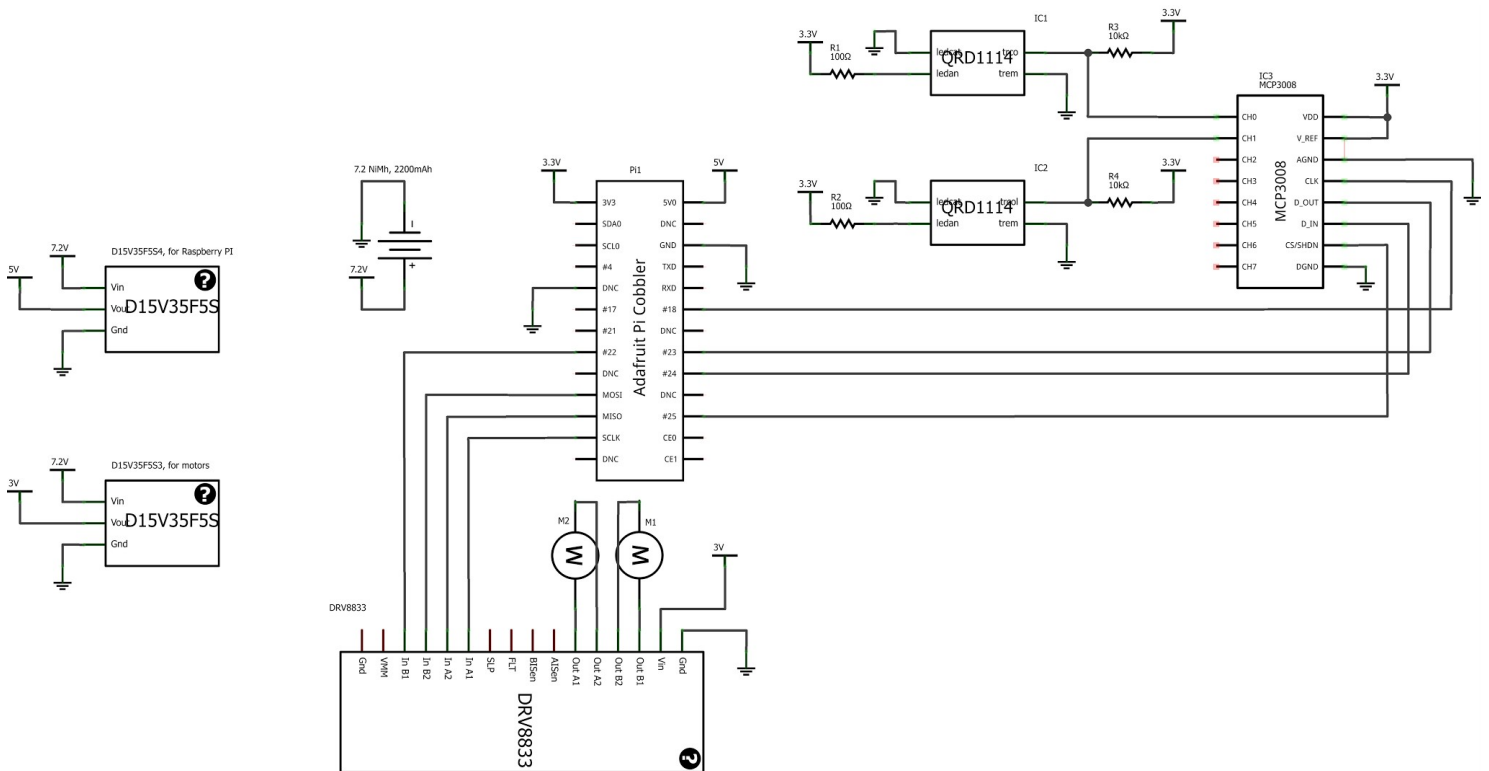 D15V35F5S4, for Raspberry PI
7.2V
5V
Vin
Vout
Gnd
D15V35F5S
?
D15V35F5S3, for motors
7.2V
3V
Vin
Vout
Gnd
D15V35F5S
?
7.2 NiMh, 2200mAh
7.2V
+
3.3V
Pi1
5V
3V3
SDA0
SCL0
#4
DNC
#17
#21
#22
DNC
MOSI
MISO
SCLK
DNC
Adafruit Pi Cobbler
5V0
DNC
GND
TXD
RXD
#18
DNC
#23
#24
DNC
#25
CE0
CE1
M2
M
M1
M
3V
DRV8833
Gnd
VMM
In B1
In B2
In A2
In A1
SLP
FLT
BISen
AISen
Out A1
Out A2
Out B2
Out B1
Vin
Gnd
DRV8833
?
3.3V
R1
100Ω
IC1
QRD1114
ledan
trem
R3
10kΩ
3.3V
3.3V
R2
100Ω
IC2
QRD1114
ledan
trem
R4
10kΩ
3.3V
IC3
MCP3008
3.3V
CH0
CH1
CH2
CH3
CH4
CH5
CH6
CH7
MCP3008
VDD
V_REF
AGND
CLK
D_OUT
D_IN
CS/SHDN
DGND